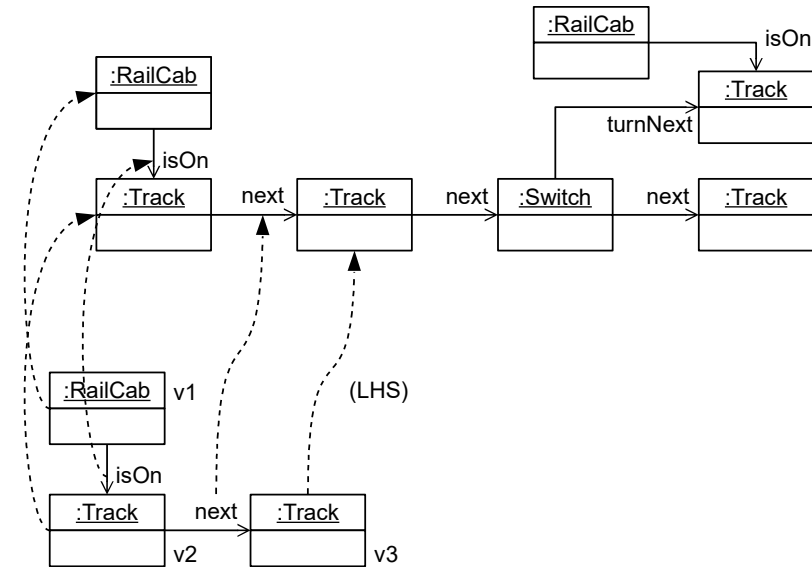 :RailCab
isOn
:RailCab
:Track
turnNext
isOn
:Track
next
:Track
next
:Switch
next
:Track
:RailCab
v1
(LHS)
isOn
:Track
next
:Track
v2
v3